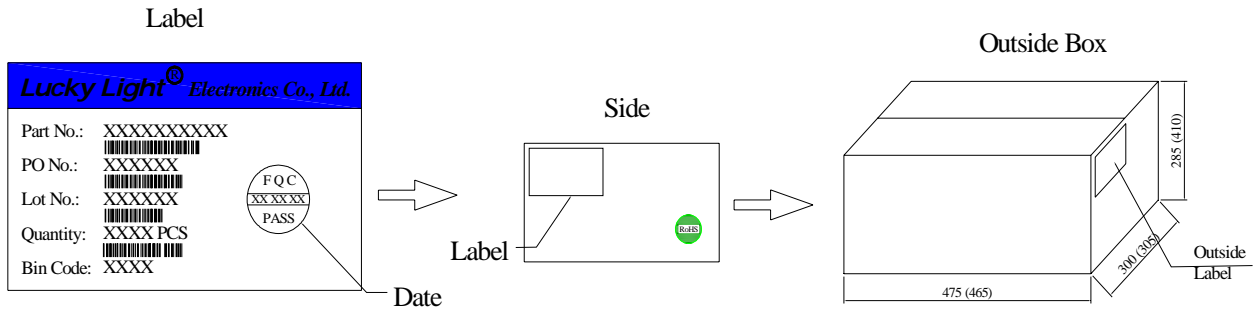 Label
Lucky Light® Electronics Co., Ltd.
Part No.: XXXXXXXXXX
PO No.: XXXXXX
Lot No.: XXXXXX
Quantity: XXXX PCS
Bin Code: XXXX
FQC
XX XX XX
PASS
Date
Side
Label
RoHS
Outside Box
285 (410)
300 (305)
475 (465)
Outside
Label